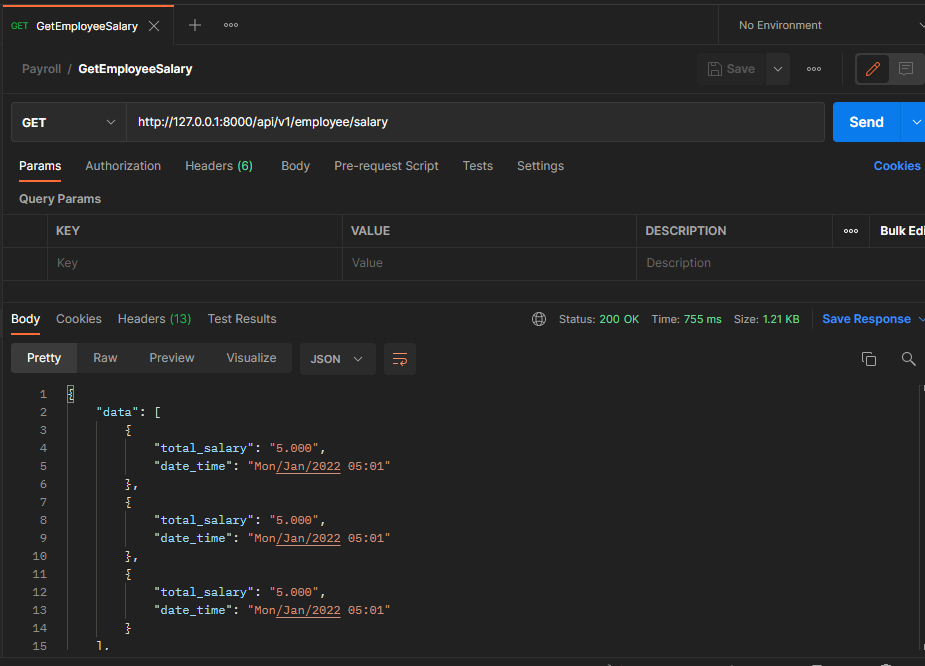 GET GetEmployeeSalary
No Environment
Payroll / GetEmployeeSalary
Save
GET
http://127.0.0.1:8000/api/v1/employee/salary
Send
Params Authorization Headers (6) Body Pre-request Script Tests Settings Cookies
Query Params
KEY VALUE DESCRIPTION Bulk Edi
Key Value Description
Body Cookies Headers (13) Test Results Status: 200 OK Time: 755 ms Size: 1.21 KB Save Response
Pretty Raw Preview Visualize JSON
1 {
2 "data": [
3 {
4 "total_salary": "5.000",
5 "date_time": "Mon/Jan/2022 05:01"
6 },
7 {
8 "total_salary": "5.000",
9 "date_time": "Mon/Jan/2022 05:01"
10 },
11 {
12 "total_salary": "5.000",
13 "date_time": "Mon/Jan/2022 05:01"
14 }
15 ],